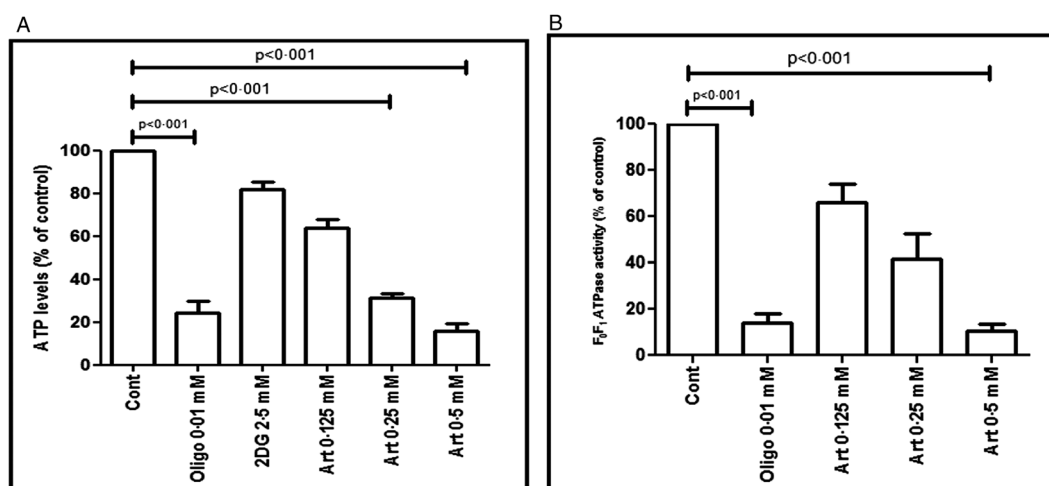 A
p<0·001
p<0·001
p<0·001
ATP levels (% of control)
100
80
60
40
20
0
Cont
Oligo 0·01 mM
2DG 2·5 mM
Art 0·125 mM
Art 0·25 mM
Art 0·5 mM
B
p<0·001
p<0·001
F₀F₁ ATPase activity (% of control)
100
80
60
40
20
0
Cont
Oligo 0·01 mM
Art 0·125 mM
Art 0·25 mM
Art 0·5 mM